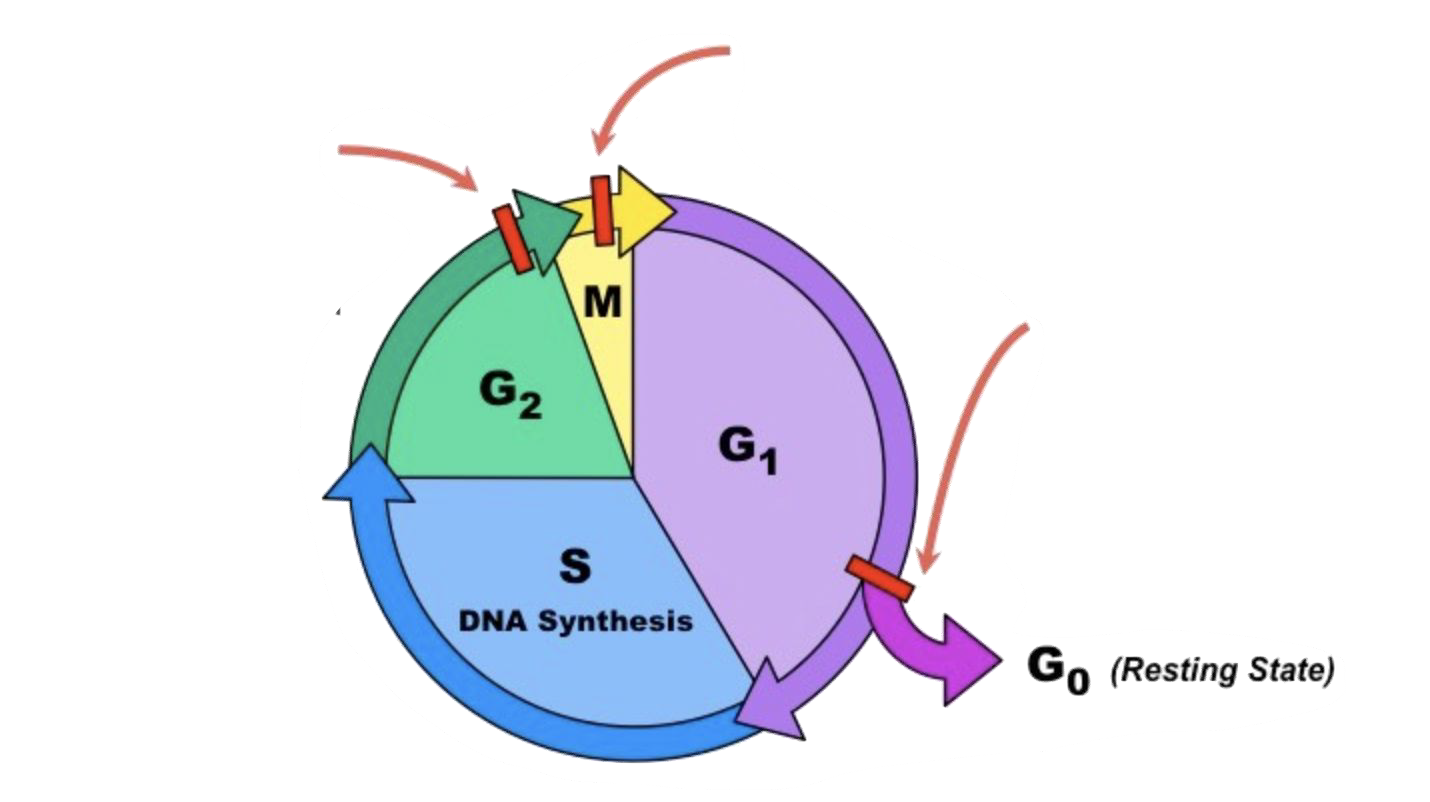 M
G₂
G₁
S
DNA Synthesis
G₀ (Resting State)